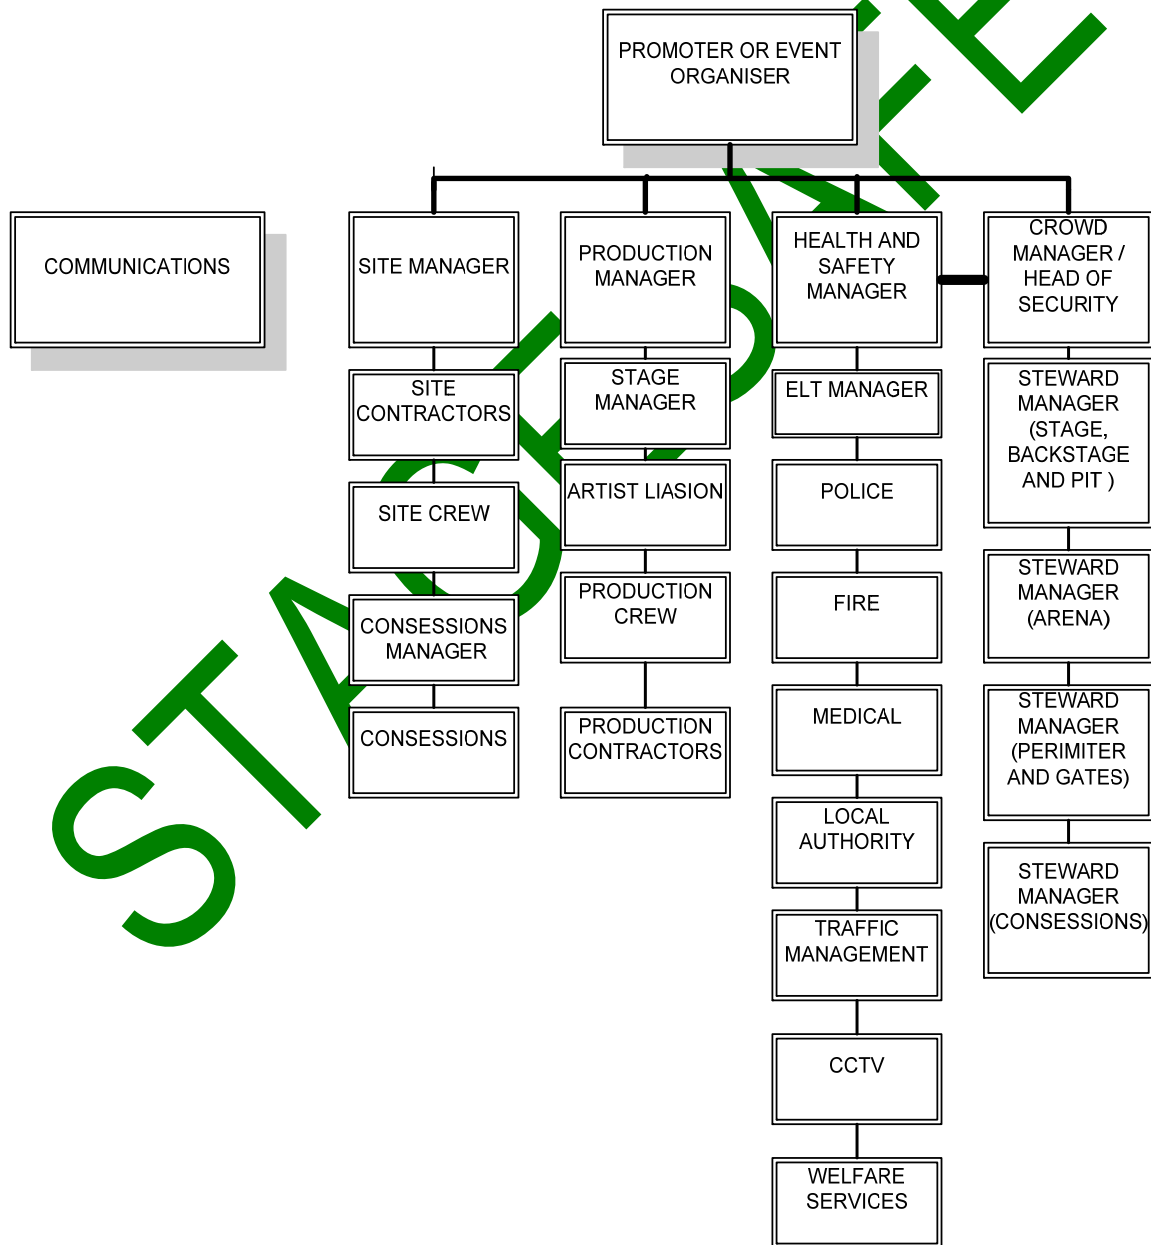 PROMOTER OR EVENT
ORGANISER
COMMUNICATIONS
SITE MANAGER
PRODUCTION
MANAGER
HEALTH AND
SAFETY
MANAGER
CROWD
MANAGER /
HEAD OF
SECURITY
SITE
CONTRACTORS
SITE CREW
CONSESSIONS
MANAGER
CONSESSIONS
STAGE
MANAGER
ARTIST LIASION
PRODUCTION
CREW
PRODUCTION
CONTRACTORS
ELT MANAGER
POLICE
FIRE
MEDICAL
LOCAL
AUTHORITY
TRAFFIC
MANAGEMENT
CCTV
WELFARE
SERVICES
STEWARD
MANAGER
(STAGE,
BACKSTAGE
AND PIT )
STEWARD
MANAGER
(ARENA)
STEWARD
MANAGER
(PERIMITER
AND GATES)
STEWARD
MANAGER
(CONSESSIONS)